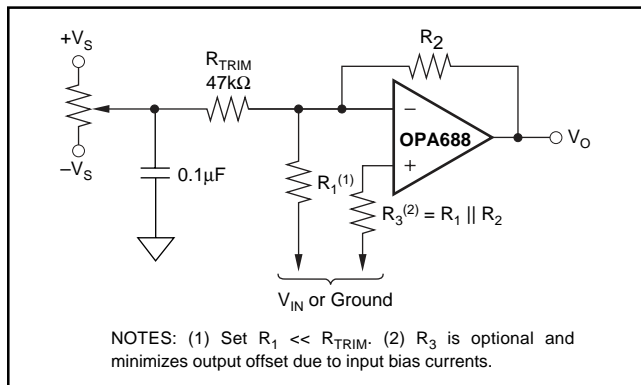 +V_S
R_TRIM
47kΩ
R_2
−
OPA688
+
V_O
−V_S
0.1µF
R_1^(1)
R_3^(2) = R_1 || R_2
V_IN or Ground
NOTES: (1) Set R_1 << R_TRIM. (2) R_3 is optional and
minimizes output offset due to input bias currents.